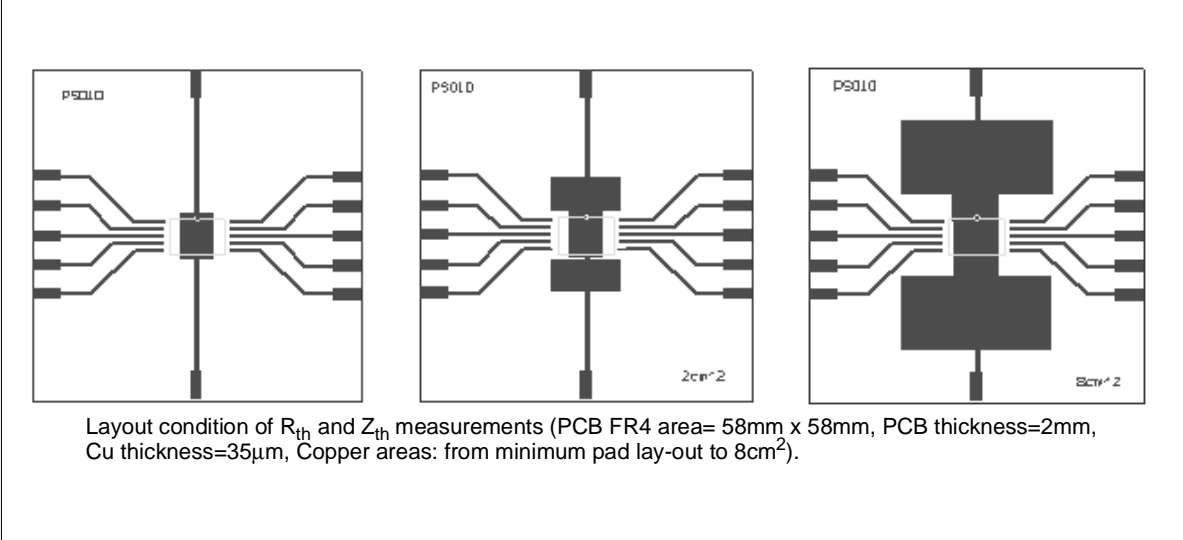 PSO10
PSO10
PSO10
2cm^2
8cm^2
Layout condition of Rth and Zth measurements (PCB FR4 area= 58mm x 58mm, PCB thickness=2mm,
Cu thickness=35μm, Copper areas: from minimum pad lay-out to 8cm2).